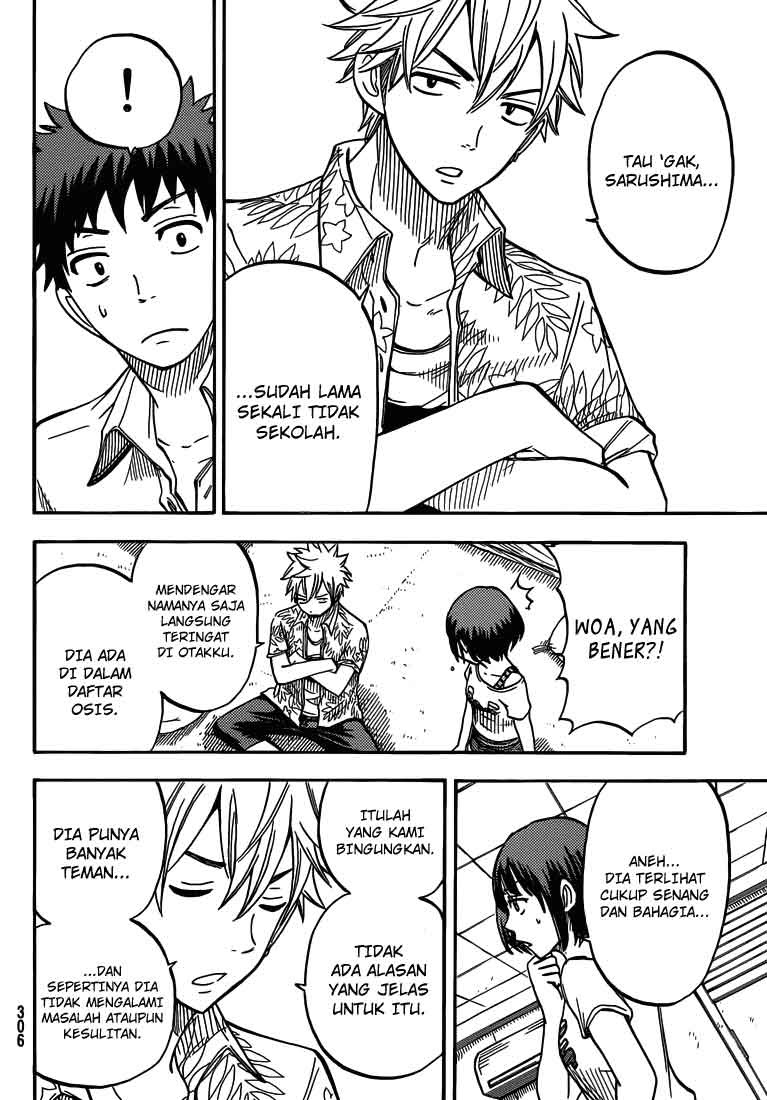 TAU 'GAK,
SARUSHIMA...
...SUDAH LAMA
SEKALI TIDAK
SEKOLAH.
!
WOA, YANG
BENER?!
MENDENGAR
NAMANYA SAJA
LANGSUNG
TERINGAT
DI OTAKKU.
DIA ADA
DI DALAM
DAFTAR
OSIS.
ANEH...
DIA TERLIHAT
CUKUP SENANG
DAN BAHAGIA...
ITULAH
YANG KAMI
BINGUNGKAN.
TIDAK
ADA ALASAN
YANG JELAS
UNTUK ITU.
DIA PUNYA
BANYAK
TEMAN...
...DAN
SEPERTINYA DIA
TIDAK MENGALAMI
MASALAH ATAUPUN
KESULITAN.
306